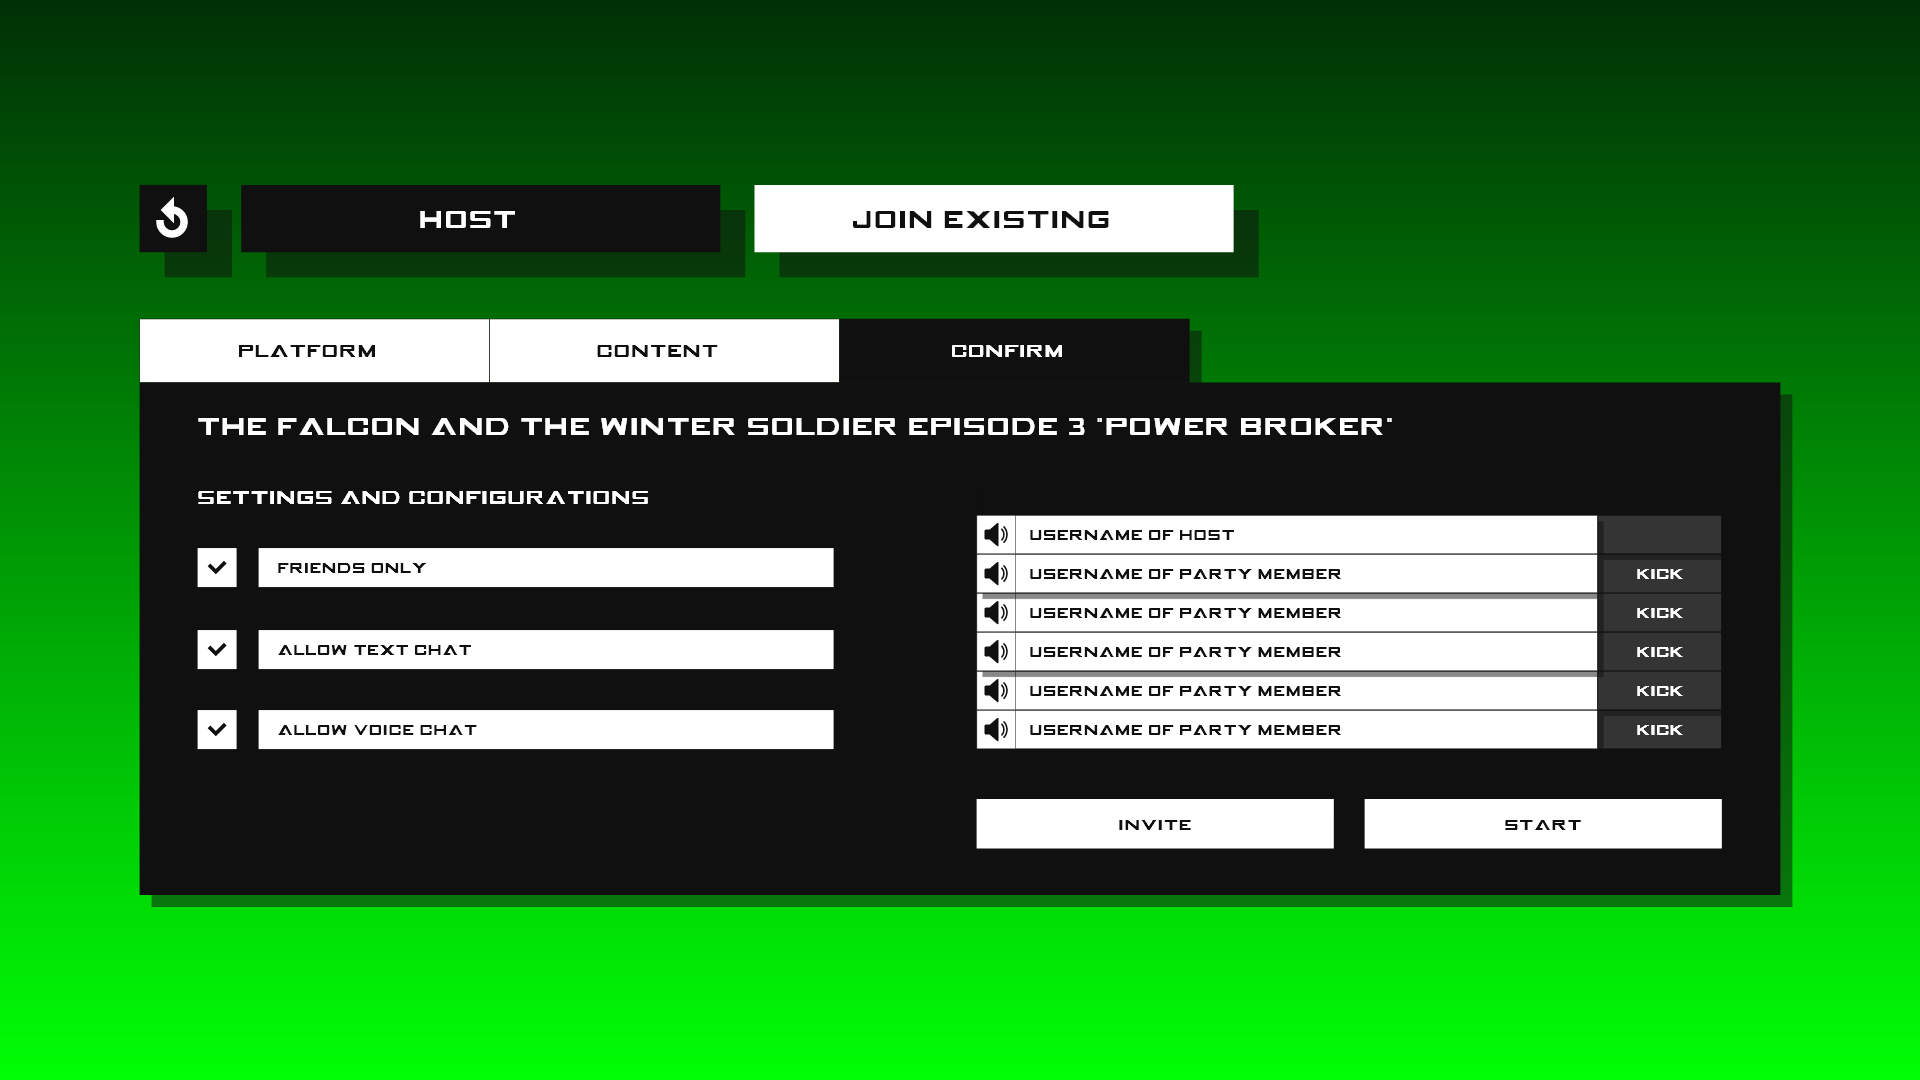 HOST
JOIN EXISTING
PLATFORM
CONTENT
CONFIRM
THE FALCON AND THE WINTER SOLDIER EPISODE 3 'POWER BROKER'
SETTINGS AND CONFIGURATIONS
FRIENDS ONLY
ALLOW TEXT CHAT
ALLOW VOICE CHAT
USERNAME OF HOST
USERNAME OF PARTY MEMBER KICK
USERNAME OF PARTY MEMBER KICK
USERNAME OF PARTY MEMBER KICK
USERNAME OF PARTY MEMBER KICK
USERNAME OF PARTY MEMBER KICK
INVITE
START